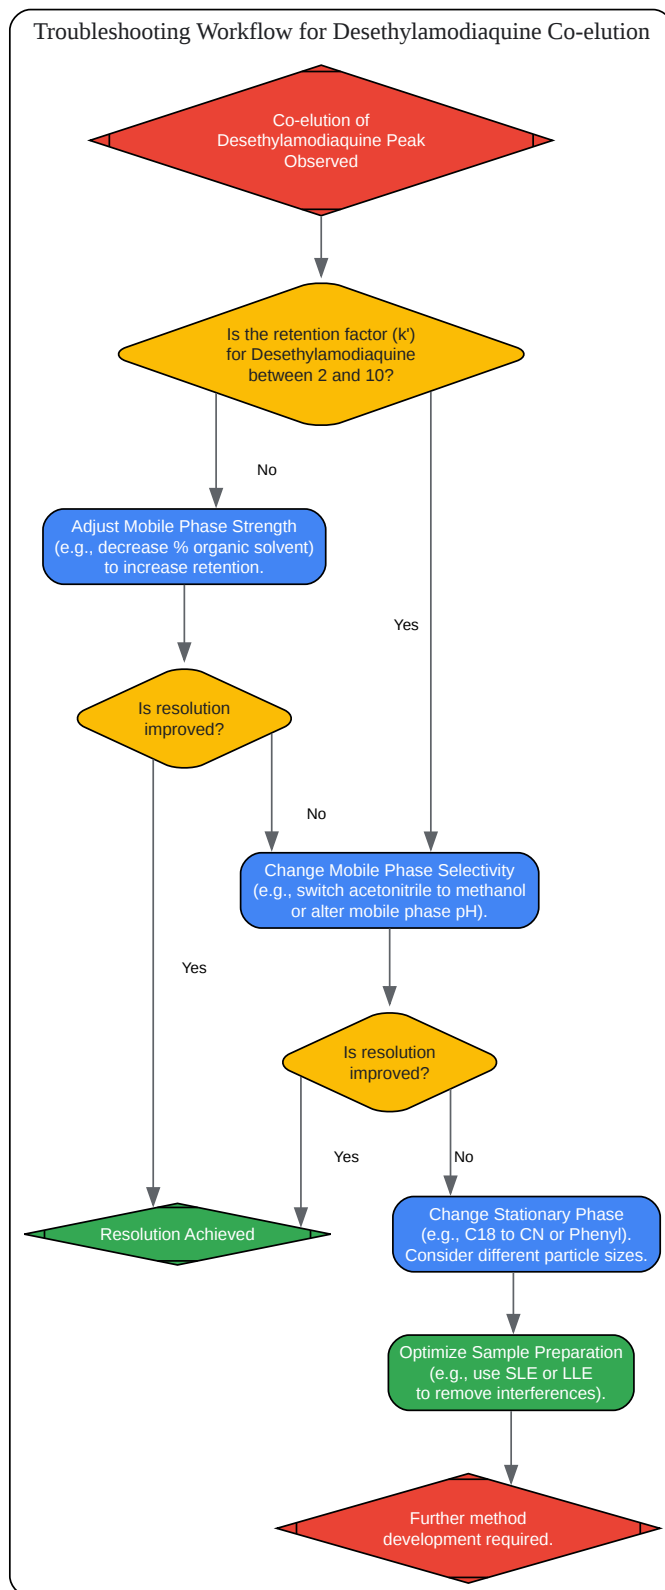 Troubleshooting Workflow for Desethylamodiaquine Co-elution
Co-elution of
Desethylamodiaquine Peak
Observed
Is the retention factor (k')
for Desethylamodiaquine
between 2 and 10?
No
Adjust Mobile Phase Strength
(e.g., decrease % organic solvent)
to increase retention.
Yes
Is resolution
improved?
No
Change Mobile Phase Selectivity
(e.g., switch acetonitrile to methanol
or alter mobile phase pH).
Yes
Is resolution
improved?
Yes
No
Resolution Achieved
Change Stationary Phase
(e.g., C18 to CN or Phenyl).
Consider different particle sizes.
Optimize Sample Preparation
(e.g., use SLE or LLE
to remove interferences).
Further method
development required.